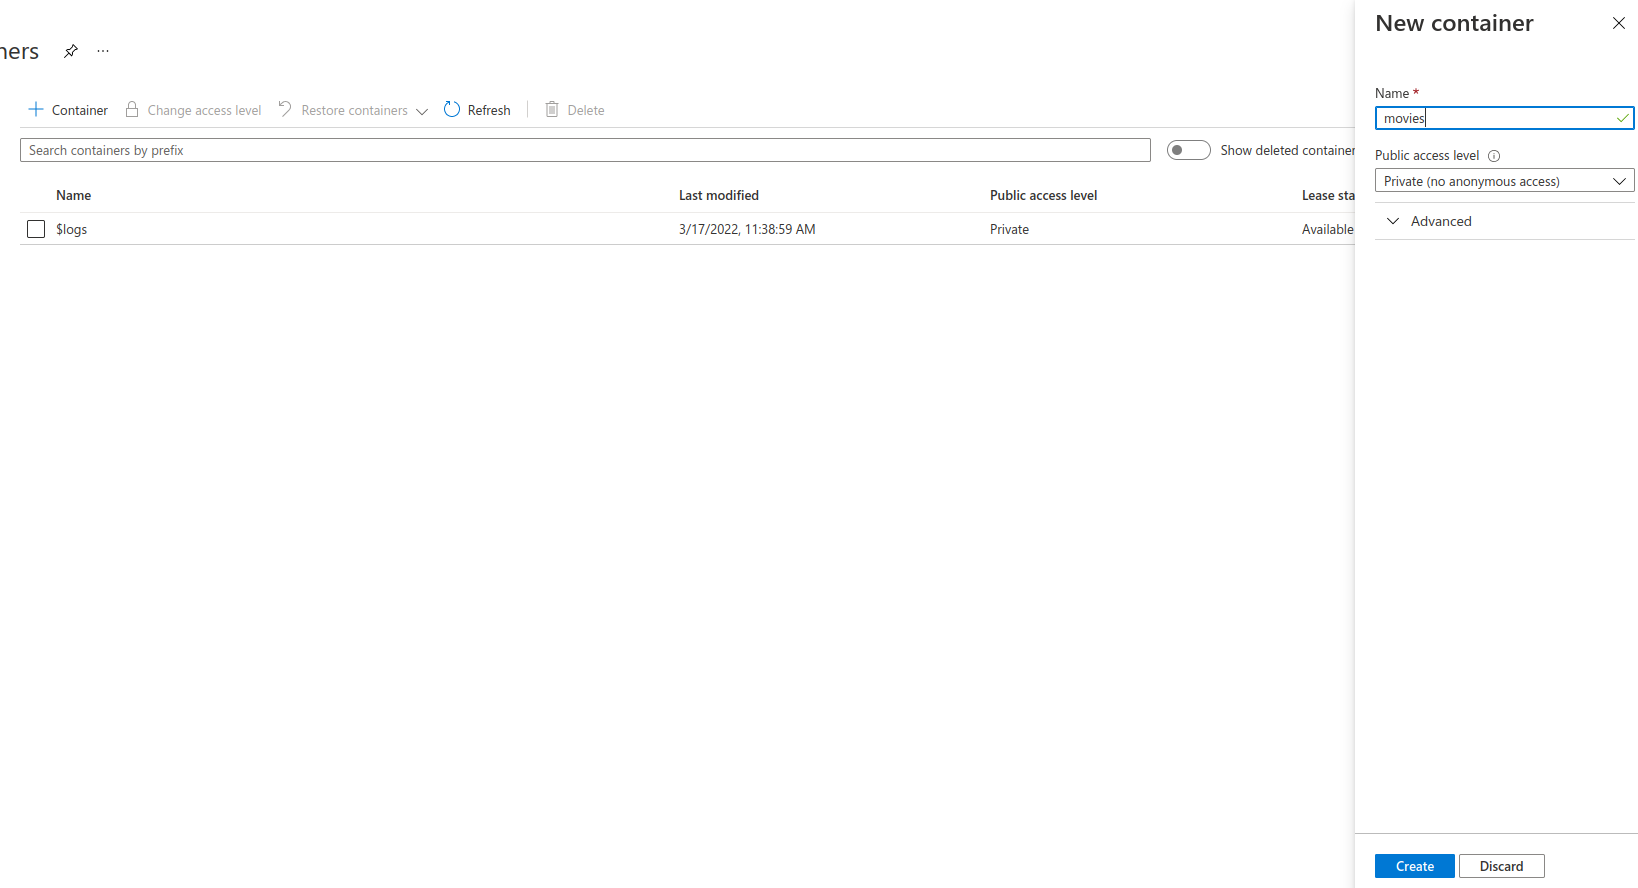 ners
Container Change access level Restore containers Refresh Delete
Search containers by prefix
Show deleted container
Name Last modified Public access level Lease sta
$logs 3/17/2022, 11:38:59 AM Private Available
New container
Name *
movies
Public access level
Private (no anonymous access)
Advanced
Create Discard